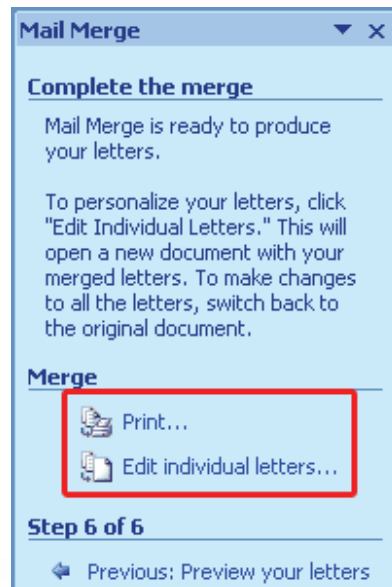 Mail Merge
Complete the merge
Mail Merge is ready to produce
your letters.
To personalize your letters, click
"Edit Individual Letters." This will
open a new document with your
merged letters. To make changes
to all the letters, switch back to
the original document.
Merge
Print...
Edit individual letters...
Step 6 of 6
Previous: Preview your letters